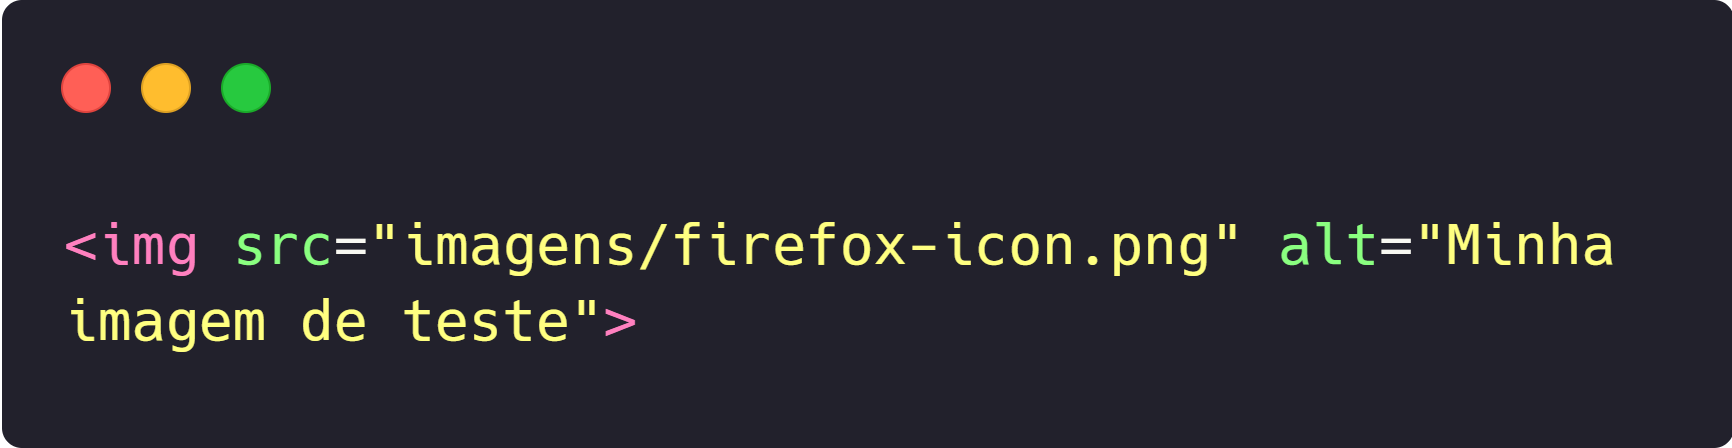 <img src="imagens/firefox-icon.png" alt="Minha
imagem de teste">